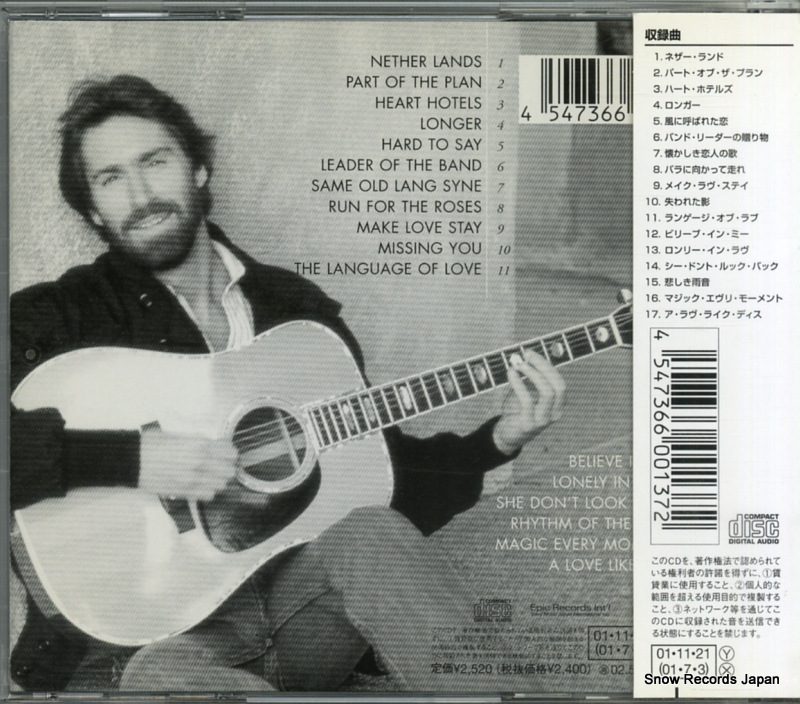 NETHER LANDS 1
PART OF THE PLAN 2
HEART HOTELS 3
LONGER 4
HARD TO SAY 5
LEADER OF THE BAND 6
SAME OLD LANG SYNE 7
RUN FOR THE ROSES 8
MAKE LOVE STAY 9
MISSING YOU 10
THE LANGUAGE OF LOVE 11
4 547366
BELIEVE I
LONELY IN
SHE DON'T LOOK
RHYTHM OF THE
MAGIC EVERY MO
A LOVE LIKE
COMPACT
disc
DIGITAL AUDIO
Epic Records Int'l
01•11•
(01•7
定価¥2,520 (税抜価格¥2,400) ®02.5
収録曲
1. ネザー・ランド
2. パート・オブ・ザ・プラン
3. ハート・ホテルズ
4. ロンガー
5. 風に呼ばれた恋
6. バンド・リーダーの贈り物
7. 懐かしき恋人の歌
8. バラに向かって走れ
9. メイク・ラヴ・ステイ
10. 失われた影
11. ランゲージ・オブ・ラブ
12. ビリーブ・イン・ミー
13. ロンリー・イン・ラヴ
14. シー・ドント・ルック・バック
15. 悲しき雨音
16. マジック・エヴリ・モーメント
17. ア・ラヴ・ライク・ディス
4 547366 001372
COMPACT
disc
DIGITAL AUDIO
このCDを、著作権法で認められて
いる権利者の許諾を得ずに、①賃
貸業に使用すること、②個人的な
範囲を超える使用目的で複製する
こと、③ネットワーク等を通じてこ
のCDに収録された音を送信でき
る状態にすることを禁じます。
01•11•21 Y
(01•7•3) X
Snow Records Japan